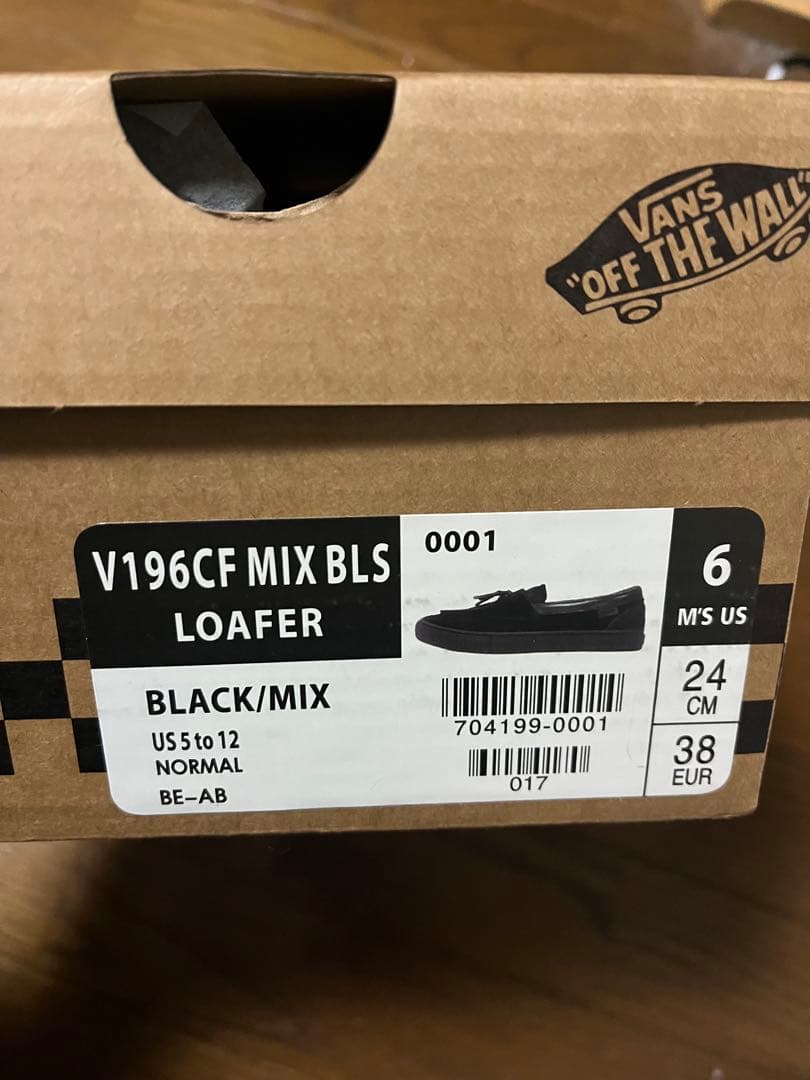 VANS
"OFF THE WALL"
V196CF MIX BLS
LOAFER
0001
6
M'S US
BLACK/MIX
US 5 to 12
NORMAL
BE-AB
704199-0001
017
24
CM
38
EUR